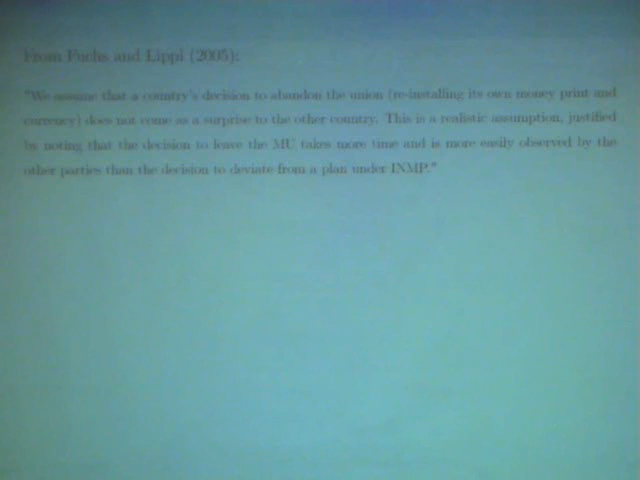 From Fuchs and Lippi (2005):
"We assume that a country's decision to abandon the union (re-installing its own money print and
currency) does not come as a surprise to the other country. This is a realistic assumption, justified
by noting that the decision to leave the MU takes more time and is more easily observed by the
other parties than the decision to deviate from a plan under INMP."